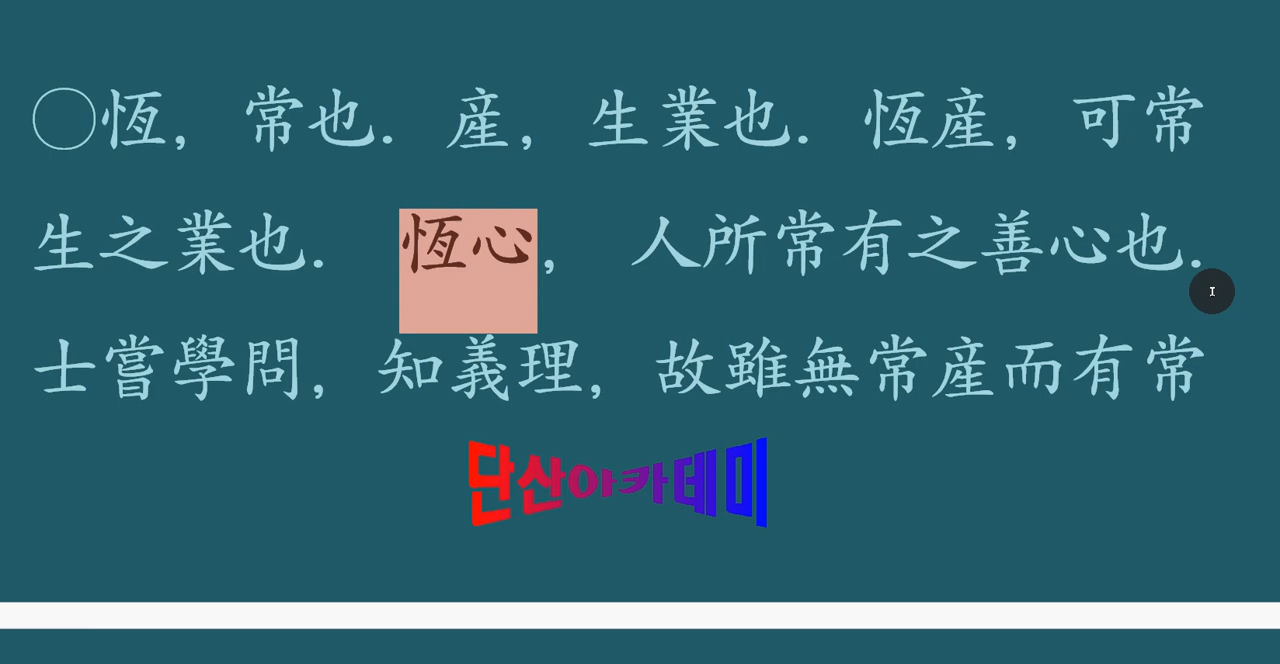 ○恆, 常也. 産, 生業也. 恆産, 可常
生之業也. 恆心, 人所常有之善心也.
士嘗學問, 知義理, 故雖無常産而有常
단산아카데미